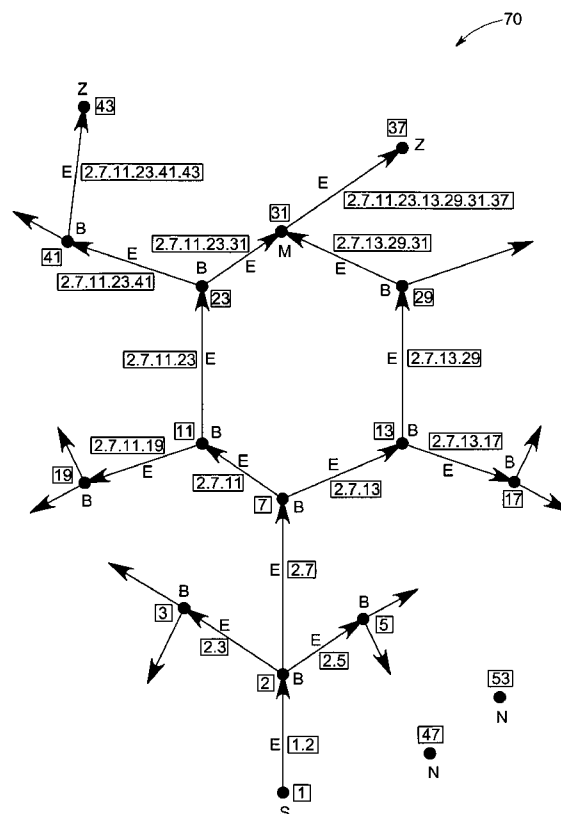 70
Z
43
37
Z
E
2.7.11.23.41.43
E
2.7.11.23.13.29.31.37
31
B
2.7.11.23.31
2.7.13.29.31
41
E
E
M
E
2.7.11.23.41
B
23
B
29
2.7.11.23
E
E
2.7.13.29
11
B
13
B
2.7.11.19
2.7.13.17
19
E
E
E
E
B
B
2.7.11
2.7.13
17
7
B
E
2.7
B
B
3
E
E
5
2.3
2.5
2
B
53
N
E
1.2
47
N
1
S